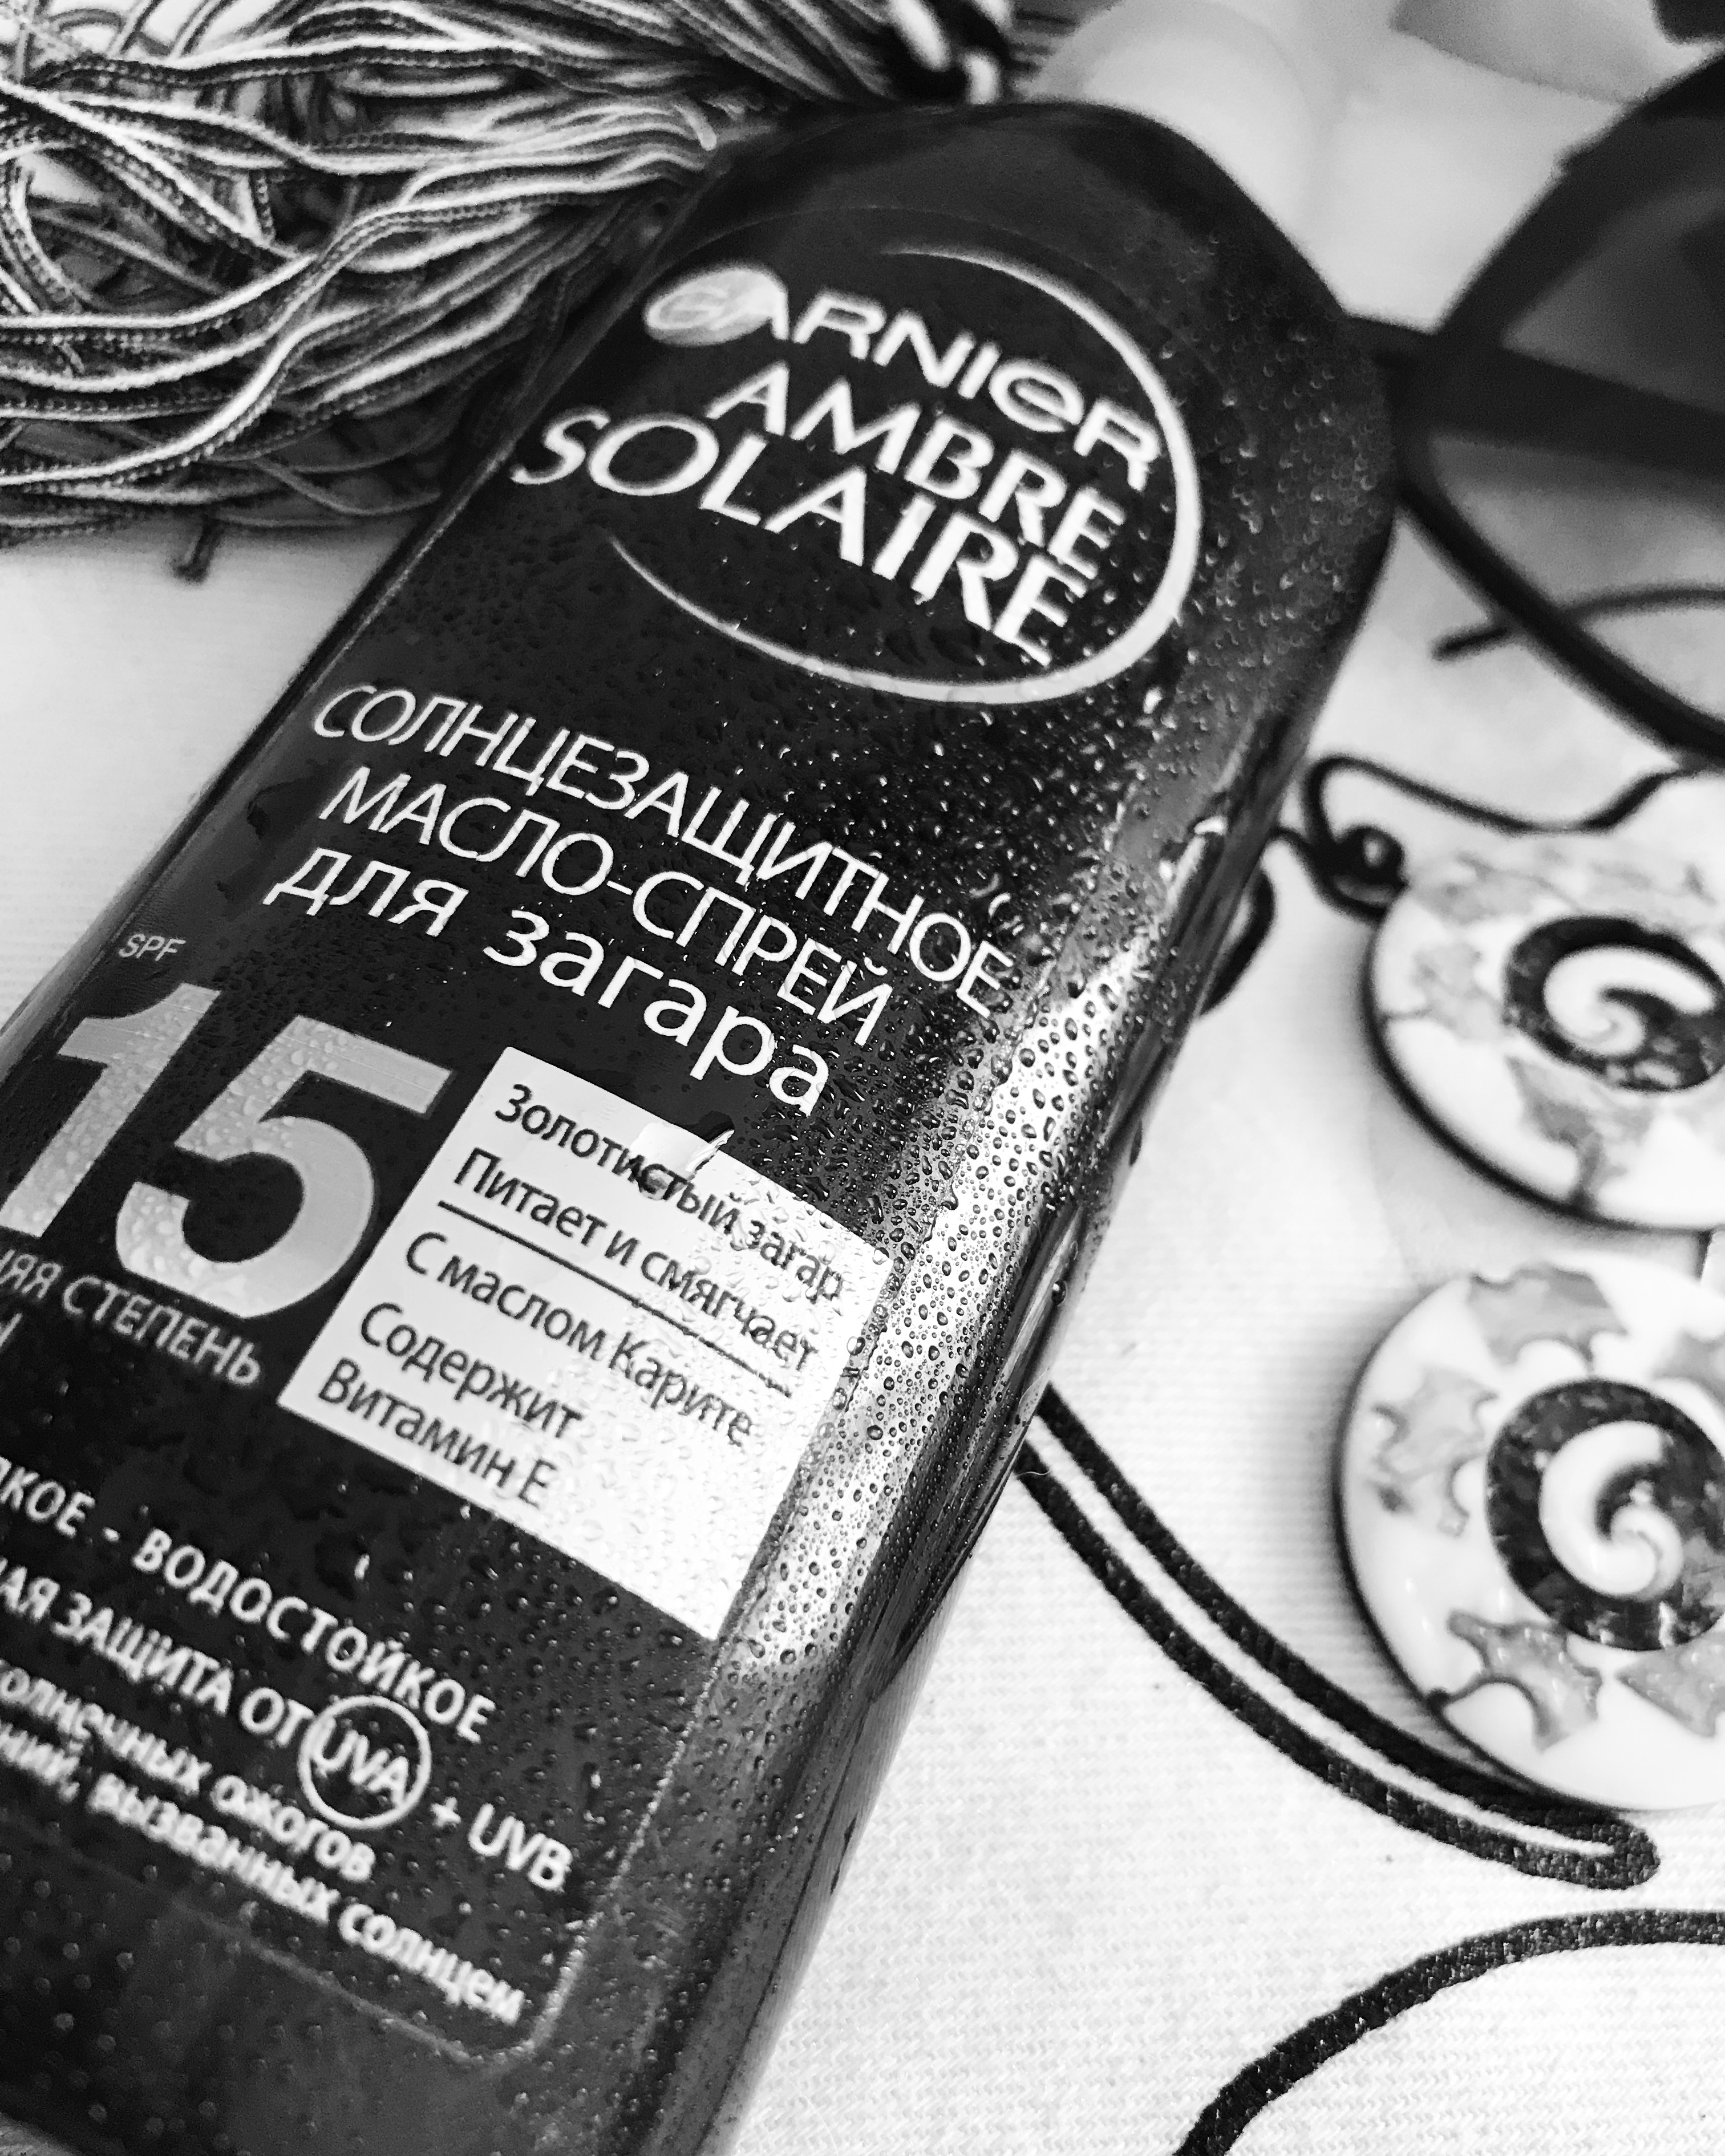 GARNIER
AMBRE
SOLAIRE
СОЛНЦЕЗАЩИТНОЕ
МАСЛО-СПРЕЙ
для загара
SPF
15
СТЕПЕНЬ
Золотистый загар
Питает и смягчает
С маслом Карите
Содержит
Витамин Е
- ВОДОСТОЙКОЕ
ЗАЩИТА ОТ UVA + UVB
солнечных ожогов
вызванных солнцем